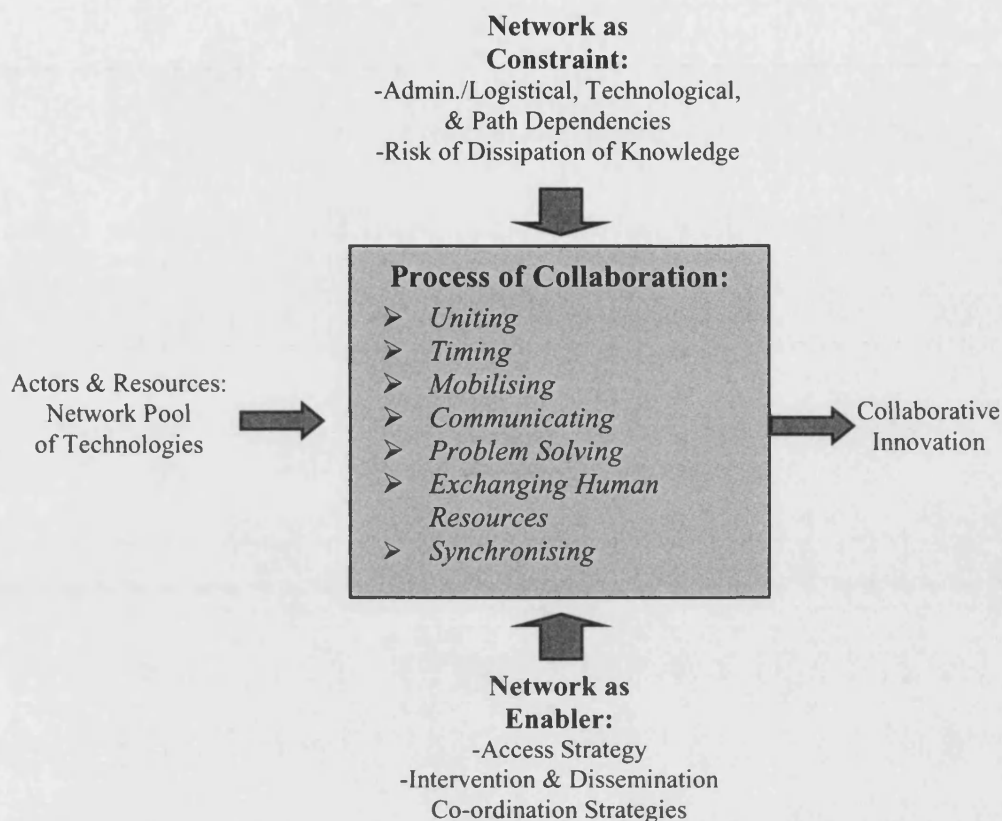 Network as
Constraint:
-Admin./Logistical, Technological,
& Path Dependencies
-Risk of Dissipation of Knowledge
Process of Collaboration:
➢ Uniting
➢ Timing
➢ Mobilising
➢ Communicating
➢ Problem Solving
➢ Exchanging Human
Resources
➢ Synchronising
Actors & Resources:
Network Pool
of Technologies
Collaborative
Innovation
Network as
Enabler:
-Access Strategy
-Intervention & Dissemination
Co-ordination Strategies